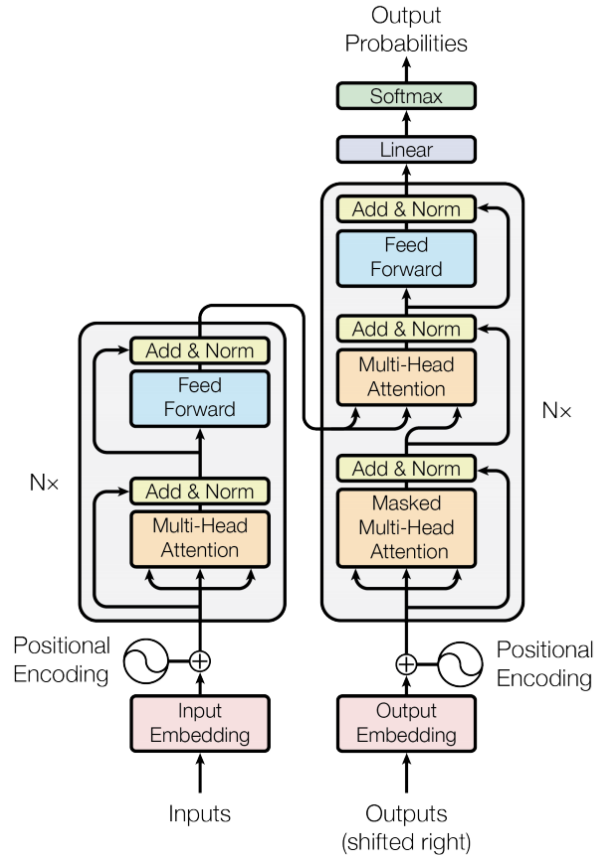 Output
Probabilities
Softmax
Linear
Add & Norm
Feed
Forward
Add & Norm
Multi-Head
Attention
Nx
Add & Norm
Masked
Multi-Head
Attention
Add & Norm
Feed
Forward
Nx
Add & Norm
Multi-Head
Attention
Positional
Encoding
Positional
Encoding
Input
Embedding
Output
Embedding
Inputs
Outputs
(shifted right)